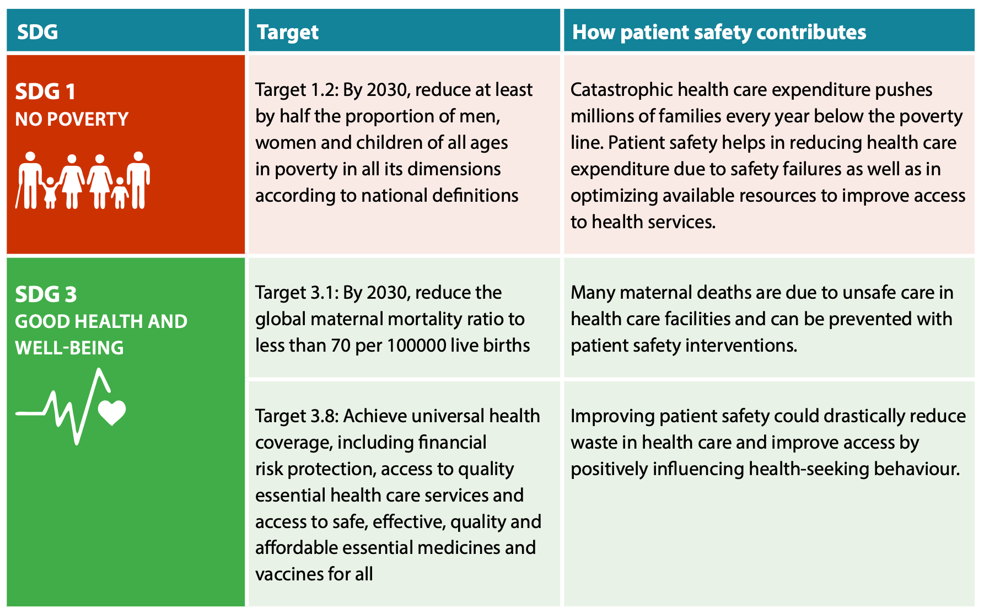 SDG
Target
How patient safety contributes
SDG 1
NO POVERTY
Target 1.2: By 2030, reduce at least
by half the proportion of men,
women and children of all ages
in poverty in all its dimensions
according to national definitions
Catastrophic health care expenditure pushes
millions of families every year below the poverty
line. Patient safety helps in reducing health care
expenditure due to safety failures as well as in
optimizing available resources to improve access
to health services.
SDG 3
GOOD HEALTH AND
WELL-BEING
Target 3.1: By 2030, reduce the
global maternal mortality ratio to
less than 70 per 100000 live births
Many maternal deaths are due to unsafe care in
health care facilities and can be prevented with
patient safety interventions.
Target 3.8: Achieve universal health
coverage, including financial
risk protection, access to quality
essential health care services and
access to safe, effective, quality and
affordable essential medicines and
vaccines for all
Improving patient safety could drastically reduce
waste in health care and improve access by
positively influencing health-seeking behaviour.